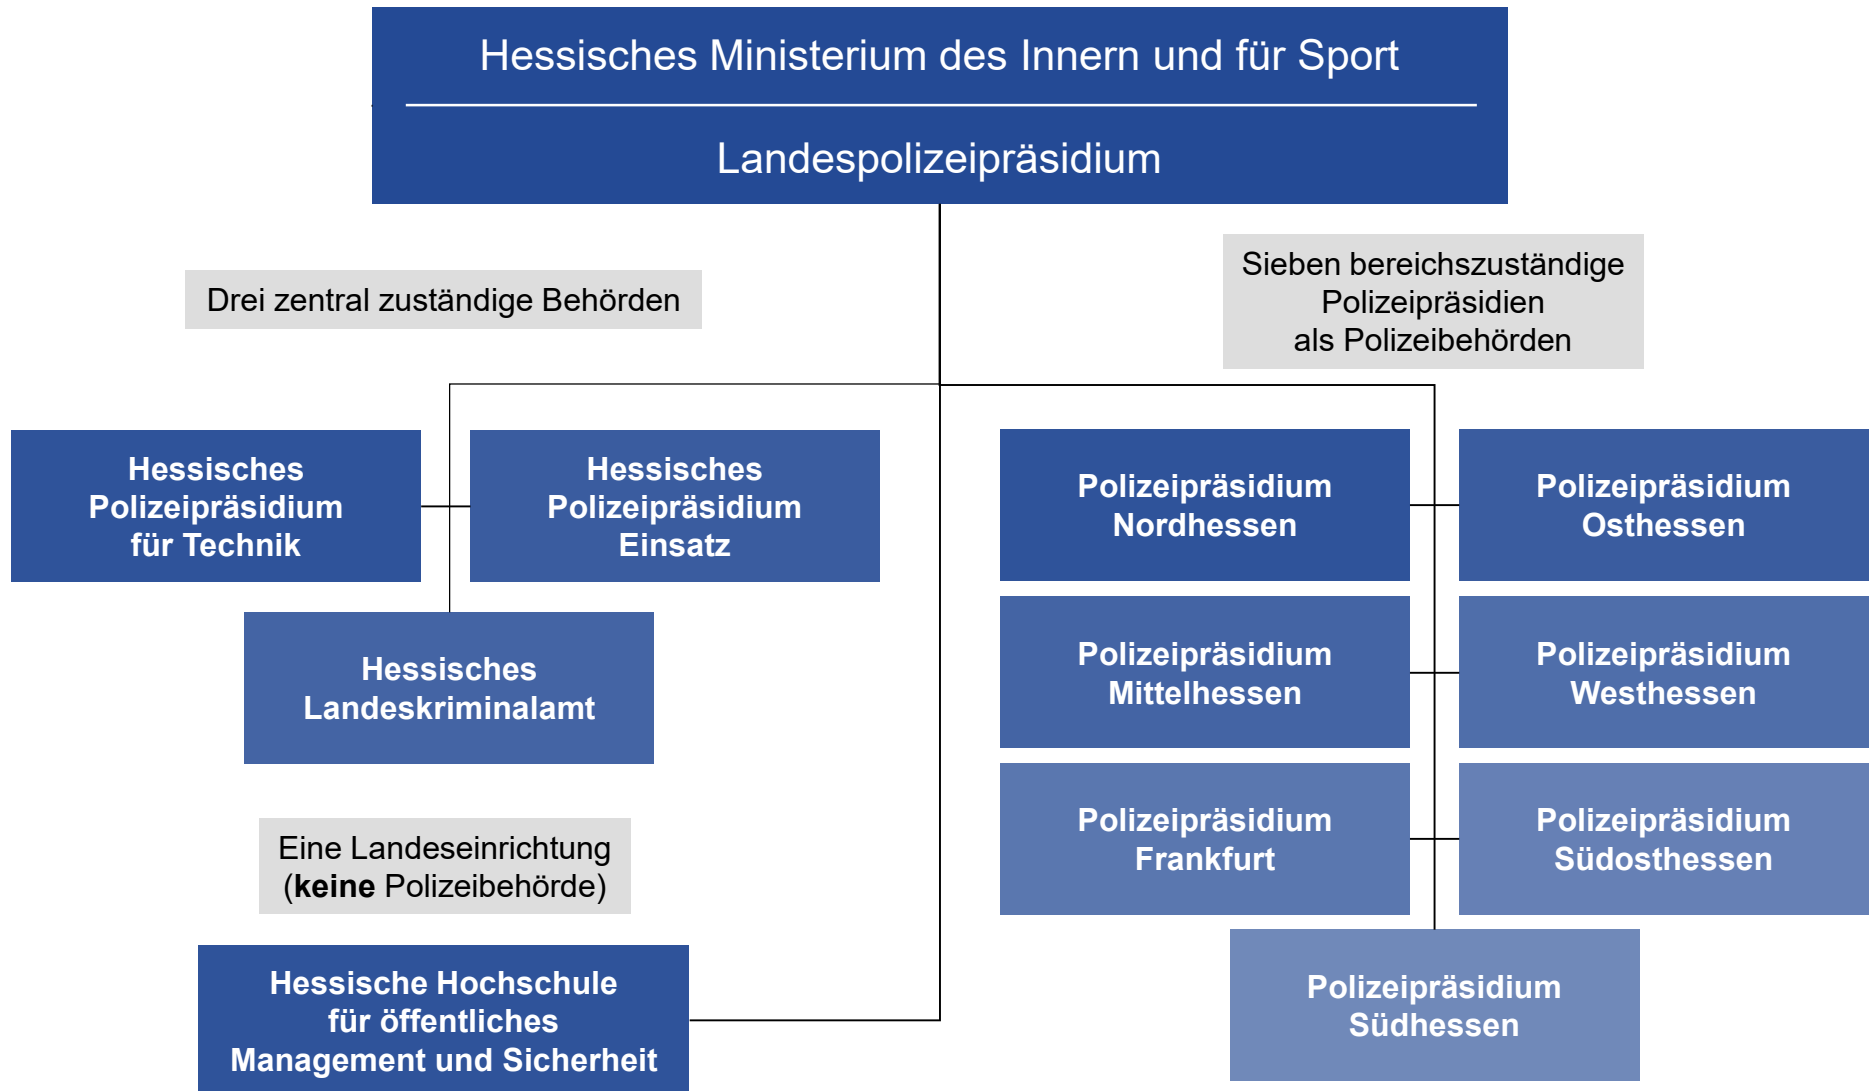 Hessisches Ministerium des Innern und für Sport
Landespolizeipräsidium
Drei zentral zuständige Behörden
Sieben bereichszuständige
Polizeipräsidien
als Polizeibehörden
Hessisches
Polizeipräsidium
für Technik
Hessisches
Polizeipräsidium
Einsatz
Hessisches
Landeskriminalamt
Eine Landeseinrichtung
(keine Polizeibehörde)
Hessische Hochschule
für öffentliches
Management und Sicherheit
Polizeipräsidium
Nordhessen
Polizeipräsidium
Osthessen
Polizeipräsidium
Mittelhessen
Polizeipräsidium
Westhessen
Polizeipräsidium
Frankfurt
Polizeipräsidium
Südosthessen
Polizeipräsidium
Südhessen